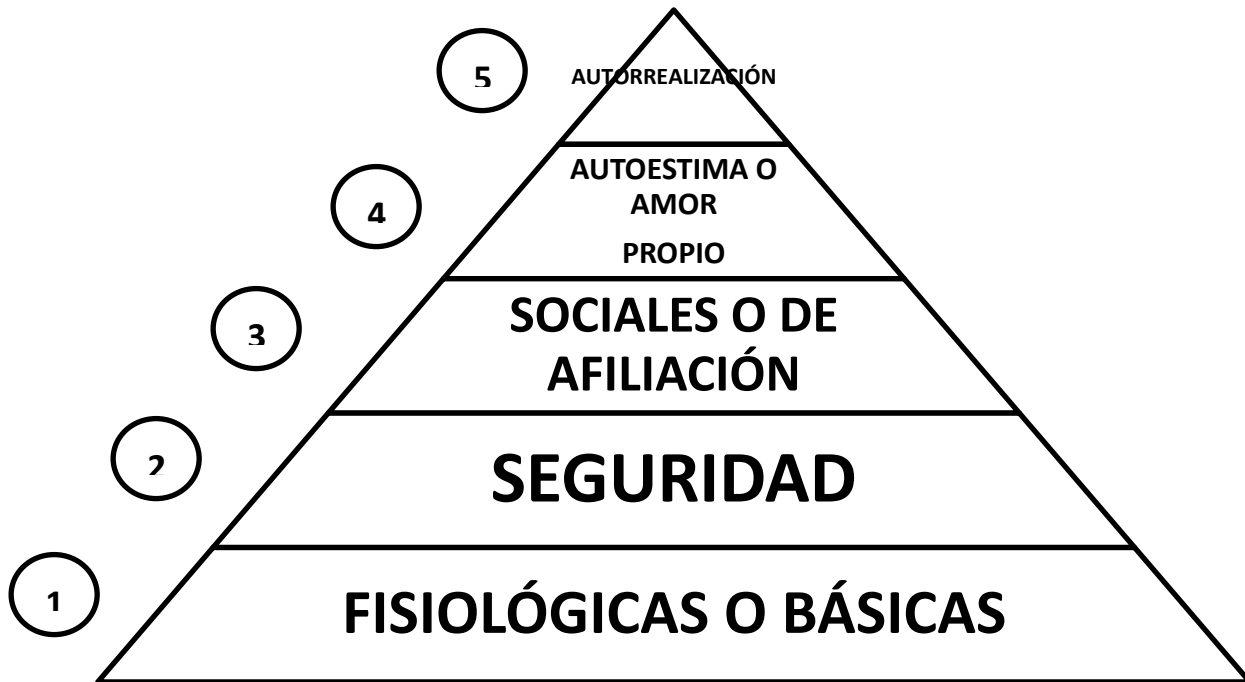 5
AUTORREALIZACIÓN
4
AUTOESTIMA O
AMOR
PROPIO
3
SOCIALES O DE
AFILIACIÓN
2
SEGURIDAD
1
FISIOLÓGICAS O BÁSICAS